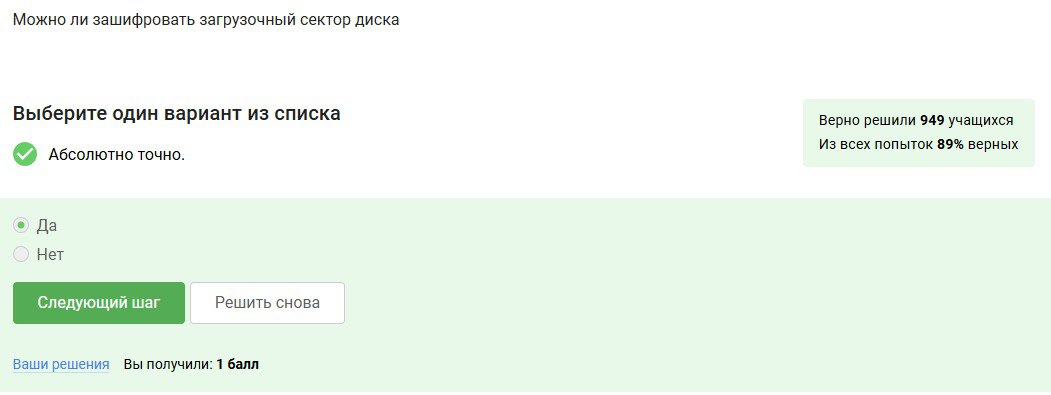 Можно ли зашифровать загрузочный сектор диска
Выберите один вариант из списка
Абсолютно точно.
Верно решили 949 учащихся
Из всех попыток 89% верных
Да
Нет
Следующий шаг
Решить снова
Ваши решения Вы получили: 1 балл